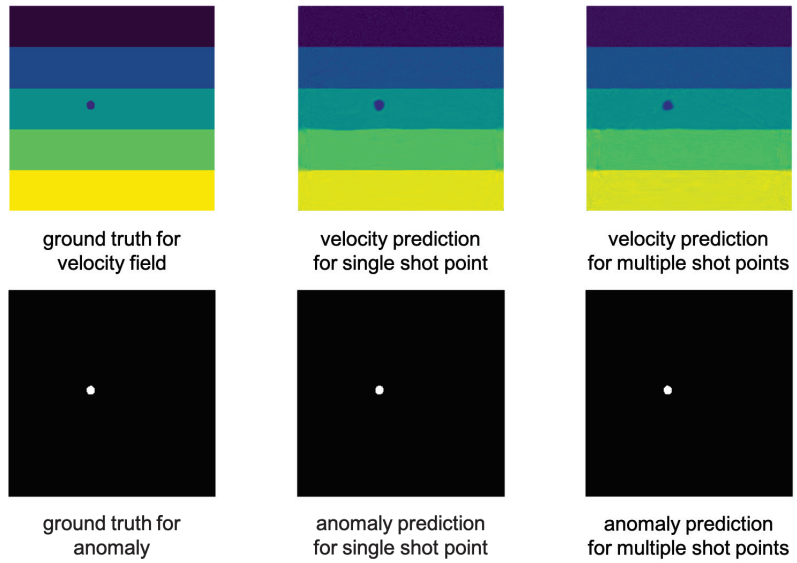 ground truth for
velocity field
velocity prediction
for single shot point
velocity prediction
for multiple shot points
ground truth for
anomaly
anomaly prediction
for single shot point
anomaly prediction
for multiple shot points